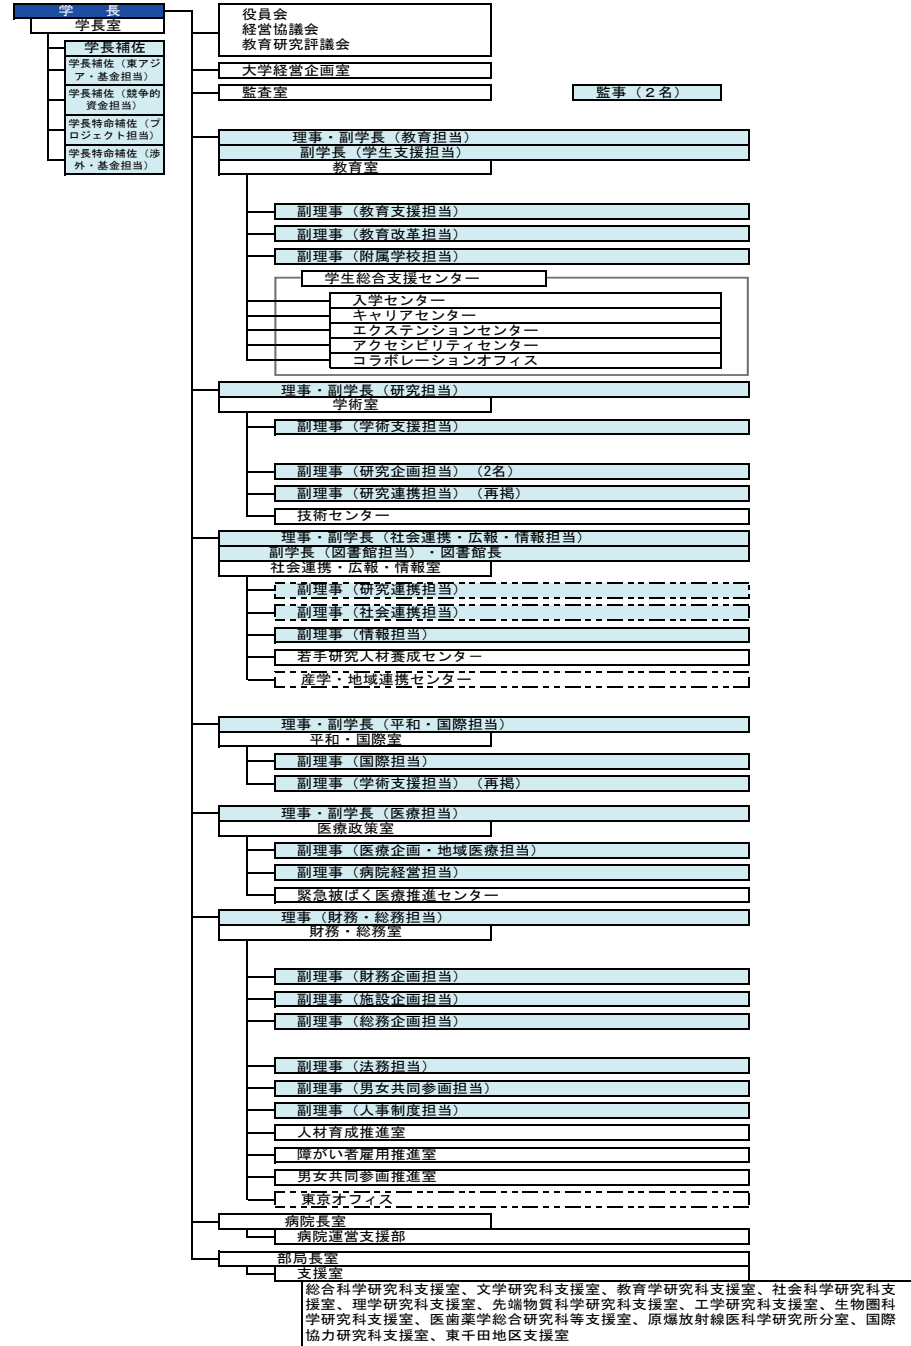 学　長
学長室
学長補佐
学長補佐（東アジ
ア・基金担当）
学長補佐（競争的
資金担当）
学長特命補佐（プ
ロジェクト担当）
学長特命補佐（渉
外・基金担当）
役員会
経営協議会
教育研究評議会
大学経営企画室
監査室
監事（２名）
理事・副学長（教育担当）
副学長（学生支援担当）
教育室
副理事（教育支援担当）
副理事（教育改革担当）
副理事（附属学校担当）
学生総合支援センター
入学センター
キャリアセンター
エクステンションセンター
アクセシビリティセンター
コラボレーションオフィス
理事・副学長（研究担当）
学術室
副理事（学術支援担当）
副理事（研究企画担当）（2名）
副理事（研究連携担当）（再掲）
技術センター
理事・副学長（社会連携・広報・情報担当）
副学長（図書館担当）・図書館長
社会連携・広報・情報室
副理事（研究連携担当）
副理事（社会連携担当）
副理事（情報担当）
若手研究人材養成センター
産学・地域連携センター
理事・副学長（平和・国際担当）
平和・国際室
副理事（国際担当）
副理事（学術支援担当）（再掲）
理事・副学長（医療担当）
医療政策室
副理事（医療企画・地域医療担当）
副理事（病院経営担当）
緊急被ばく医療推進センター
理事（財務・総務担当）
財務・総務室
副理事（財務企画担当）
副理事（施設企画担当）
副理事（総務企画担当）
副理事（法務担当）
副理事（男女共同参画担当）
副理事（人事制度担当）
人材育成推進室
障がい者雇用推進室
男女共同参画推進室
東京オフィス
病院長室
病院運営支援部
部局長室
支援室
総合科学研究科支援室、文学研究科支援室、教育学研究科支援室、社会科学研究科支
援室、理学研究科支援室、先端物質科学研究科支援室、工学研究科支援室、生物圏科
学研究科支援室、医歯薬学総合研究科等支援室、原爆放射線医科学研究所分室、国際
協力研究科支援室、東千田地区支援室